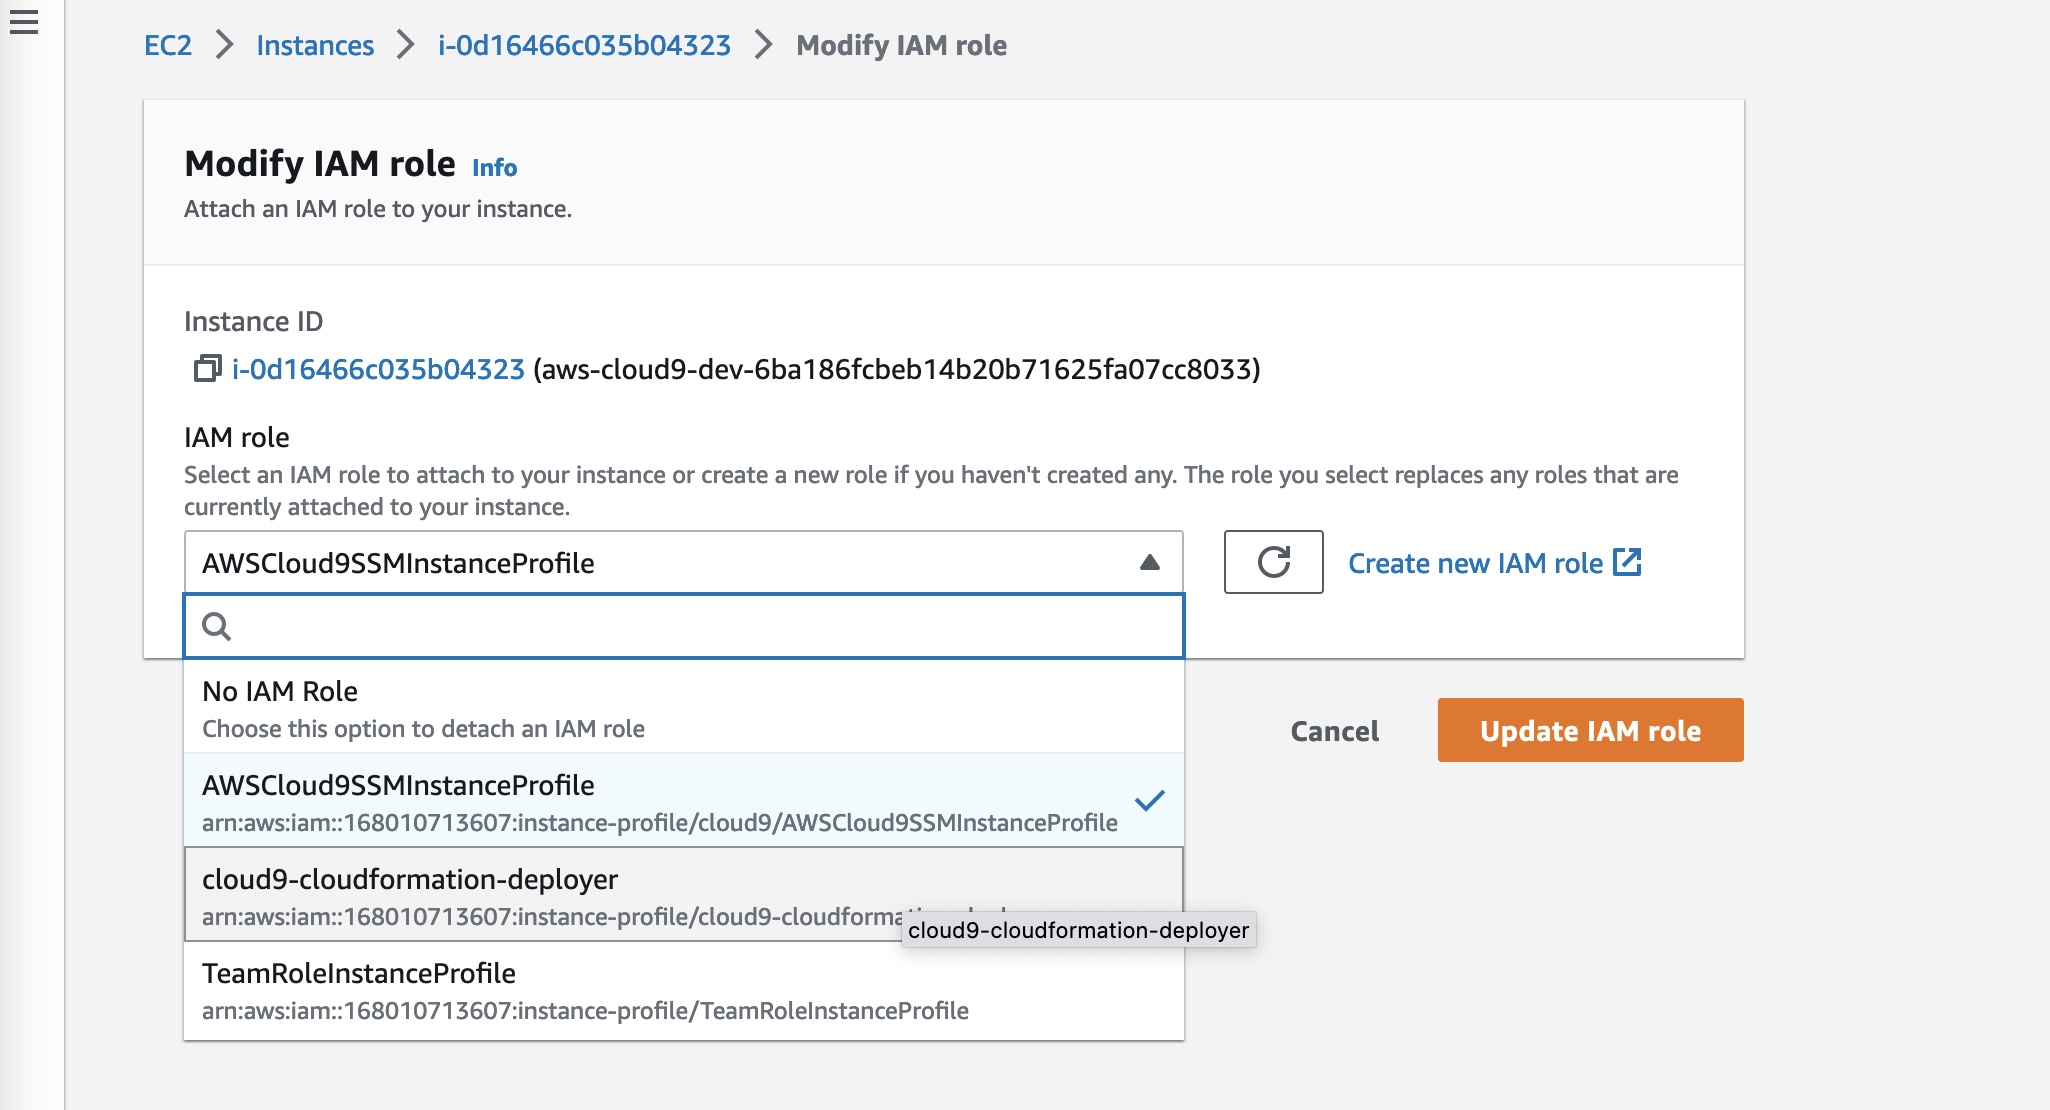 EC2 > Instances > i-0d16466c035b04323 > Modify IAM role
Modify IAM role Info
Attach an IAM role to your instance.
Instance ID
i-0d16466c035b04323 (aws-cloud9-dev-6ba186fcbeb14b20b71625fa07cc8033)
IAM role
Select an IAM role to attach to your instance or create a new role if you haven't created any. The role you select replaces any roles that are
currently attached to your instance.
AWSCloud9SSMInstanceProfile
Create new IAM role
No IAM Role
Choose this option to detach an IAM role
Cancel
Update IAM role
AWSCloud9SSMInstanceProfile
arn:aws:iam::168010713607:instance-profile/cloud9/AWSCloud9SSMInstanceProfile
cloud9-cloudformation-deployer
arn:aws:iam::168010713607:instance-profile/cloud9-cloudforma
cloud9-cloudformation-deployer
TeamRoleInstanceProfile
arn:aws:iam::168010713607:instance-profile/TeamRoleInstanceProfile